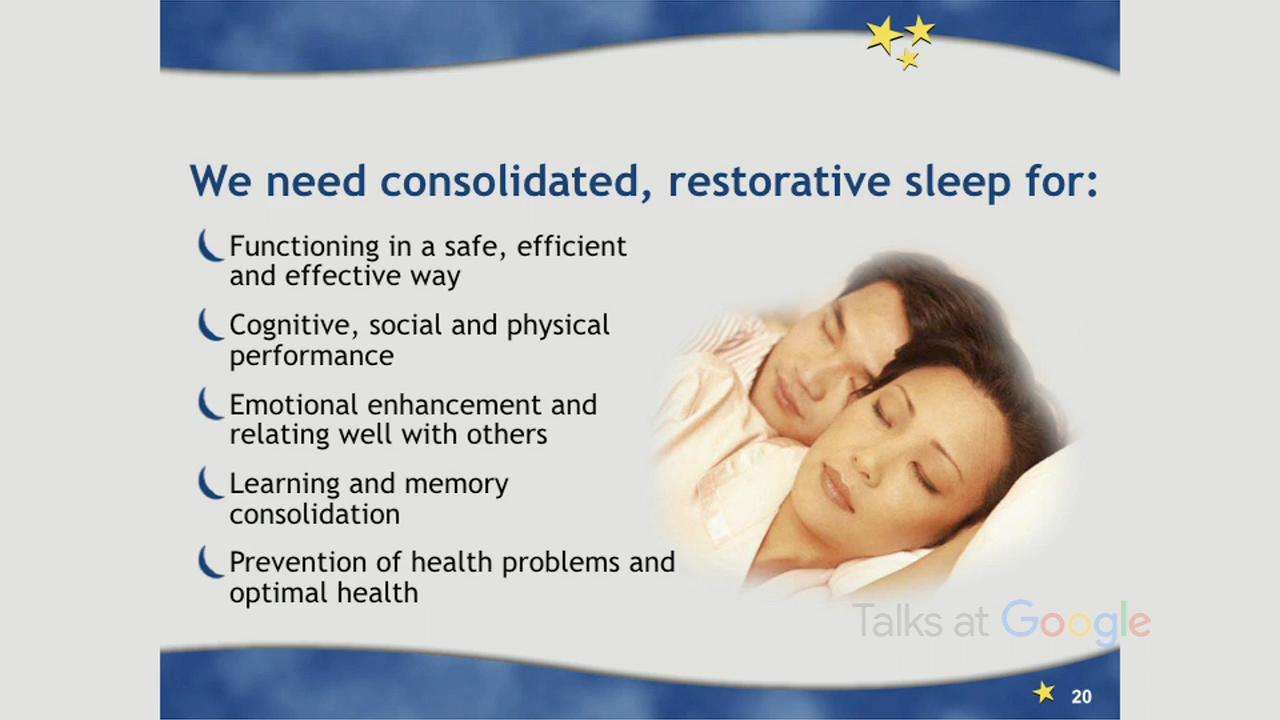 We need consolidated, restorative sleep for:
Functioning in a safe, efficient
and effective way
Cognitive, social and physical
performance
Emotional enhancement and
relating well with others
Learning and memory
consolidation
Prevention of health problems and
optimal health
Talks at Google
20